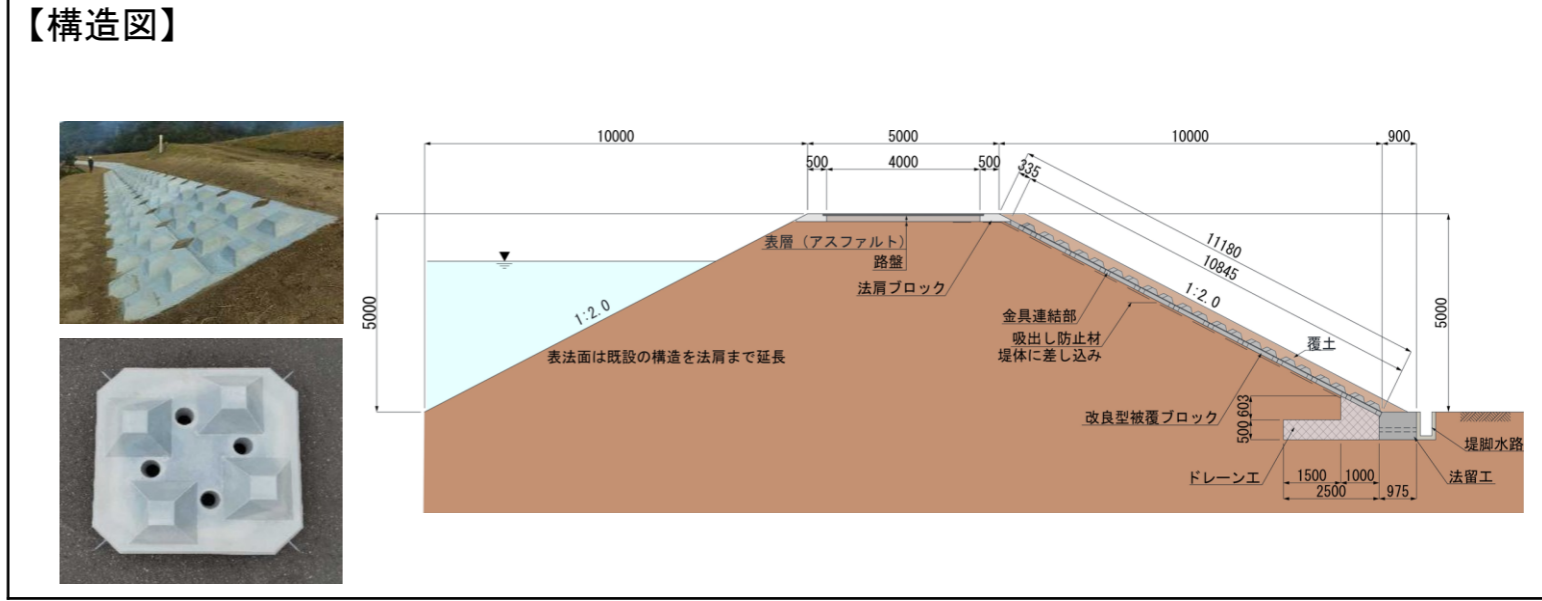 【構造図】
10000
5000
10000
900
500
4000
500
335
表層（アスファルト）
路盤
法肩ブロック
11180
10845
1:2.0
5000
1:2.0
5000
金具連結部
吸出し防止材
堤体に差し込み
覆土
表法面は既設の構造を法肩まで延長
改良型被覆ブロック
603
500
堤脚水路
ドレーン工
1500
1000
法留工
2500
975